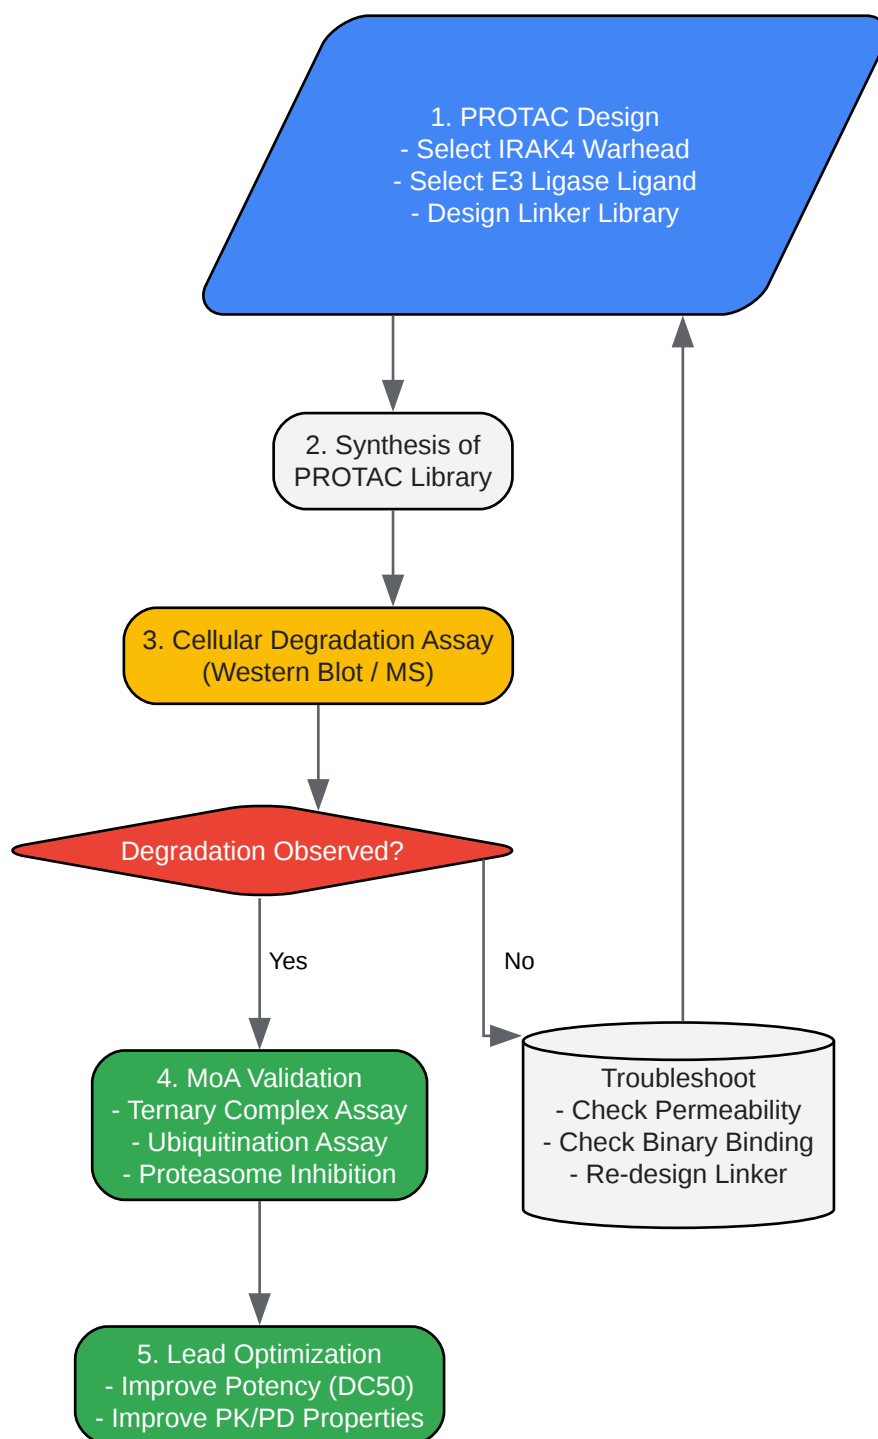 1. PROTAC Design
- Select IRAK4 Warhead
- Select E3 Ligase Ligand
- Design Linker Library
2. Synthesis of
PROTAC Library
3. Cellular Degradation Assay
(Western Blot / MS)
Degradation Observed?
Yes
No
4. MoA Validation
- Ternary Complex Assay
- Ubiquitination Assay
- Proteasome Inhibition
Troubleshoot
- Check Permeability
- Check Binary Binding
- Re-design Linker
5. Lead Optimization
- Improve Potency (DC50)
- Improve PK/PD Properties